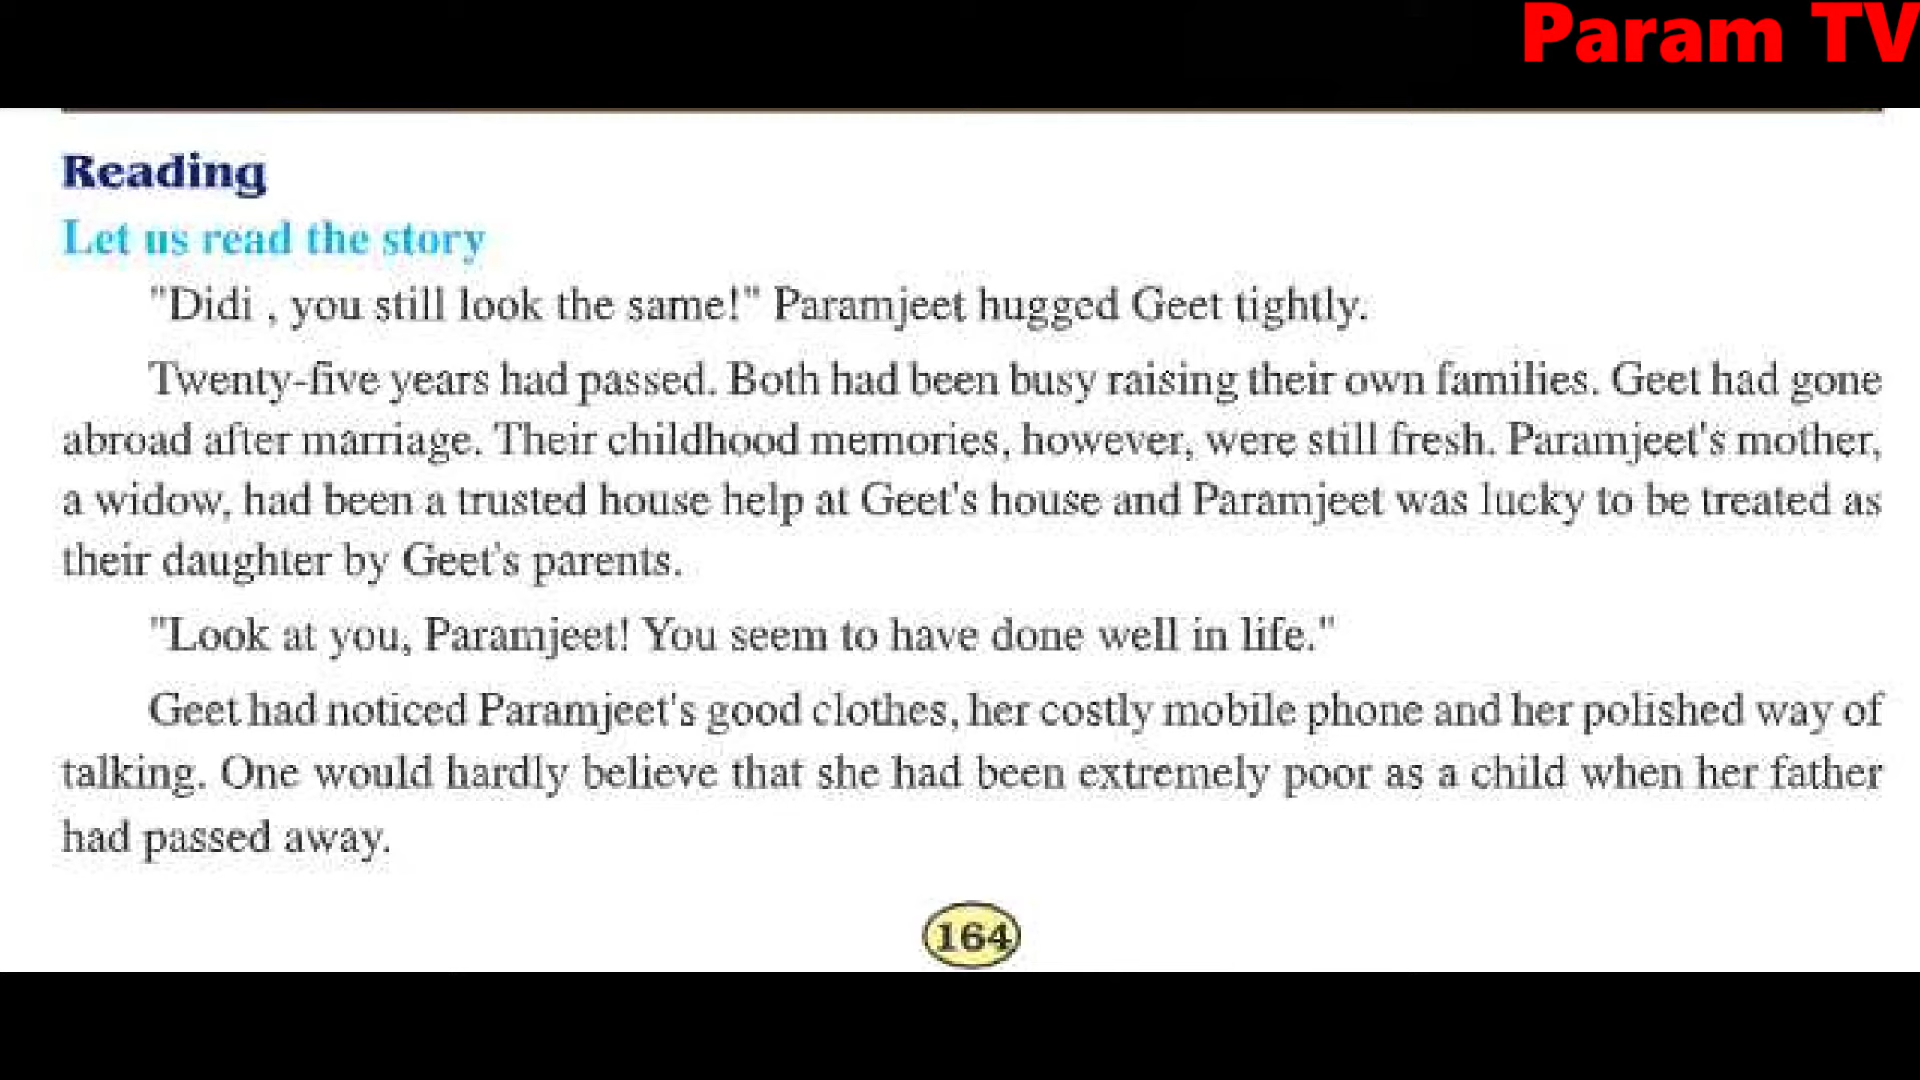 Param TV
Reading
Let us read the story
"Didi , you still look the same!" Paramjeet hugged Geet tightly.
Twenty-five years had passed. Both had been busy raising their own families. Geet had gone
abroad after marriage. Their childhood memories, however, were still fresh. Paramjeet's mother,
a widow, had been a trusted house help at Geet's house and Paramjeet was lucky to be treated as
their daughter by Geet's parents.
"Look at you, Paramjeet! You seem to have done well in life."
Geet had noticed Paramjeet's good clothes, her costly mobile phone and her polished way of
talking. One would hardly believe that she had been extremely poor as a child when her father
had passed away.
164